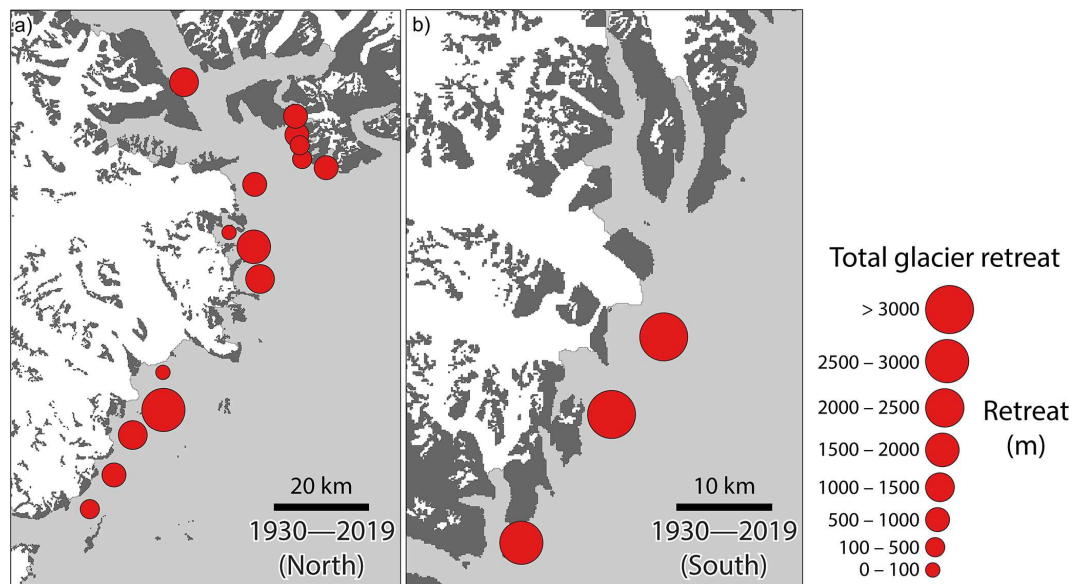 a)
20 km
1930—2019
(North)
b)
10 km
1930—2019
(South)
Total glacier retreat
> 3000
2500 – 3000
2000 – 2500
1500 – 2000
1000 – 1500
500 – 1000
100 – 500
0 – 100
Retreat
(m)